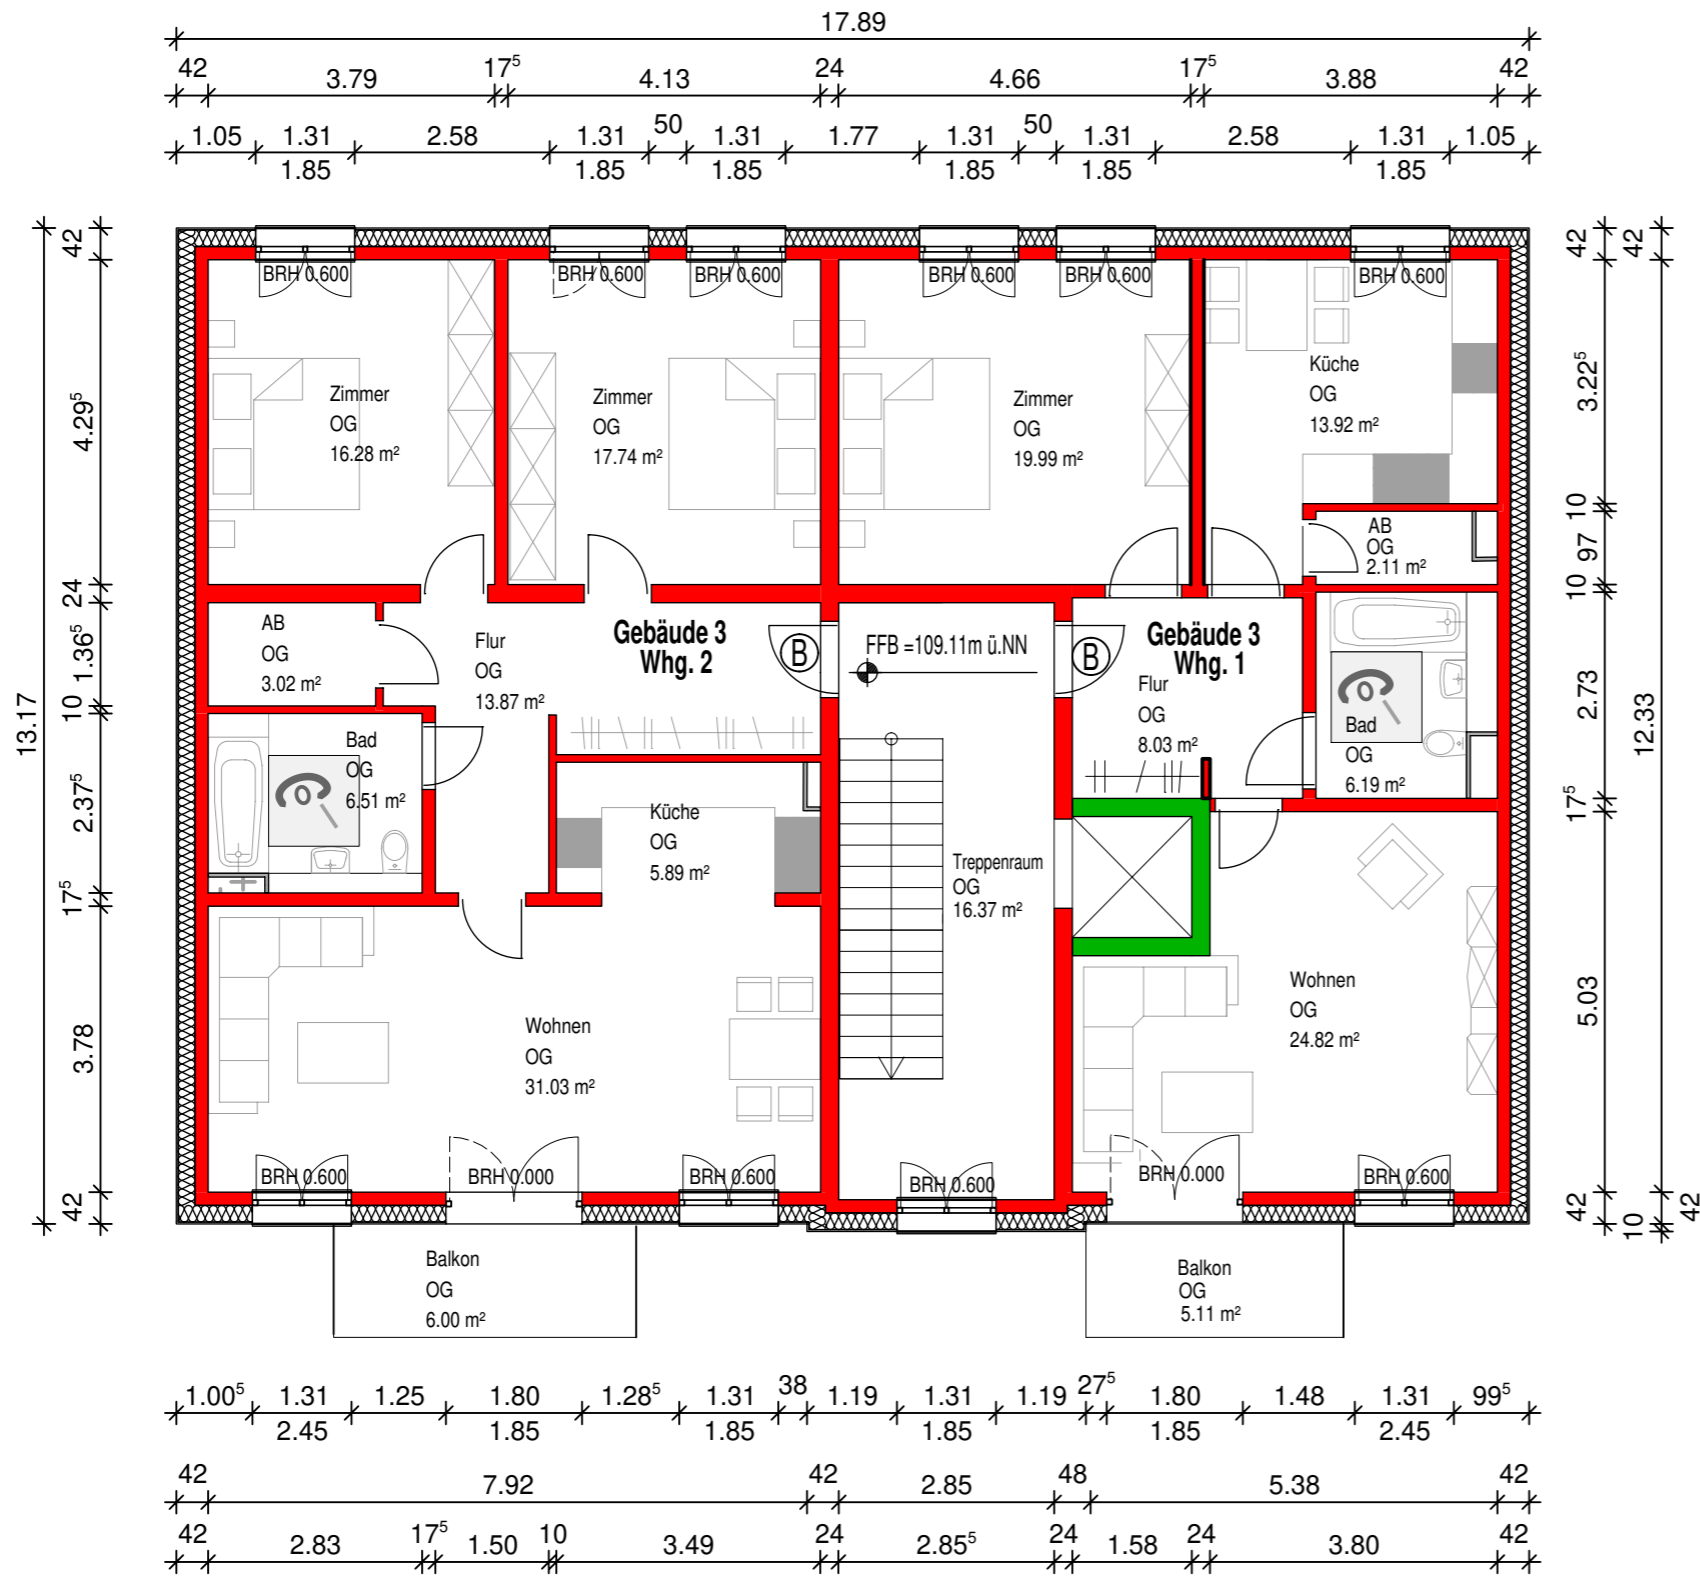 17.89
42 3.79 17⁵ 4.13 24 4.66 17⁵ 3.88 42
1.05 1.31 2.58 1.31 50 1.31 1.77 1.31 50 1.31 2.58 1.31 1.05
1.85 1.85 1.85 1.85 1.85 1.85
BRH 0.600 BRH 0.600 BRH 0.600 BRH 0.600 BRH 0.600 BRH 0.600
13.17
42
4.29⁵
24
1.36⁵
10
2.37⁵
17⁵
3.78
42
Zimmer
OG
16.28 m²
Zimmer
OG
17.74 m²
Zimmer
OG
19.99 m²
Küche
OG
13.92 m²
AB
OG
2.11 m²
AB
OG
3.02 m²
Flur
OG
13.87 m²
Gebäude 3
Whg. 2
B
FFB =109.11m ü.NN
B
Gebäude 3
Whg. 1
Flur
OG
8.03 m²
Bad
OG
6.19 m²
Bad
OG
6.51 m²
Küche
OG
5.89 m²
Treppenraum
OG
16.37 m²
Wohnen
OG
31.03 m²
Wohnen
OG
24.82 m²
BRH 0.600 BRH 0.000 BRH 0.600 BRH 0.600 BRH 0.000 BRH 0.600
Balkon
OG
6.00 m²
Balkon
OG
5.11 m²
42
3.22⁵
10
97
10
2.73
17⁵
5.03
42
42
12.33
10
42
1.00⁵ 1.31 1.25 1.80 1.28⁵ 1.31 38 1.19 1.31 1.19 27⁵ 1.80 1.48 1.31 99⁵
2.45 1.85 1.85 1.85 1.85 2.45
42 7.92 42 2.85 48 5.38 42
42 2.83 17⁵ 1.50 10 3.49 24 2.85⁵ 24 1.58 24 3.80 42